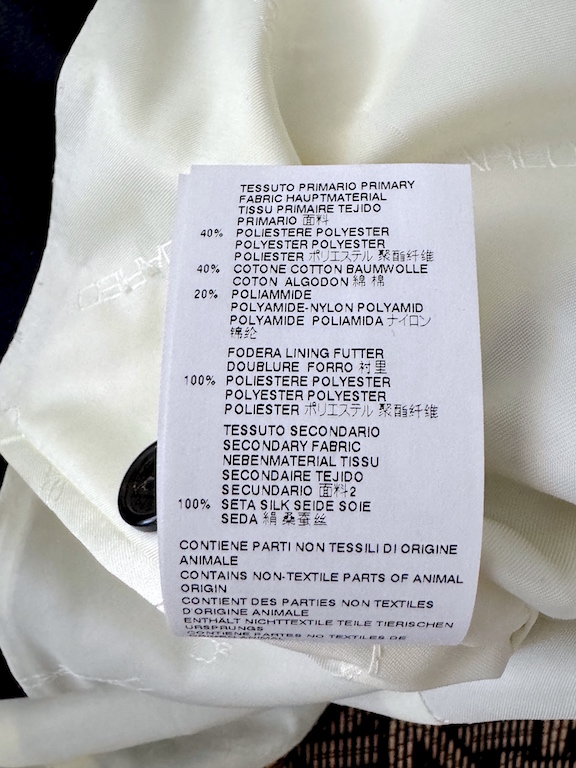 TESSUTO PRIMARIO PRIMARY
FABRIC HAUPTMATERIAL
TISSU PRIMAIRE TEJIDO
PRIMARIO 面料
40% POLIESTERE POLYESTER
POLYESTER POLYESTER
POLIESTER ポリエステル 聚酯纤维
40% COTONE COTTON BAUMWOLLE
COTON ALGODON 綿 棉
20% POLIAMMIDE
POLYAMIDE-NYLON POLYAMID
POLYAMIDE POLIAMIDA ナイロン
锦纶
FODERA LINING FUTTER
DOUBLURE FORRO 衬里
100% POLIESTERE POLYESTER
POLYESTER POLYESTER
POLIESTER ポリエステル 聚酯纤维
TESSUTO SECONDARIO
SECONDARY FABRIC
NEBENMATERIAL TISSU
SECONDAIRE TEJIDO
SECUNDARIO 面料2
100% SETA SILK SEIDE SOIE
SEDA 絹 桑蚕丝
CONTIENE PARTI NON TESSILI DI ORIGINE
ANIMALE
CONTAINS NON-TEXTILE PARTS OF ANIMAL
ORIGIN
CONTIENT DES PARTIES NON TEXTILES
D'ORIGINE ANIMALE
ENTHÄLT NICHTTEXTILE TEILE TIERISCHEN
URSPRUNGS
CONTIENE PARTES NO TEXTILES DE